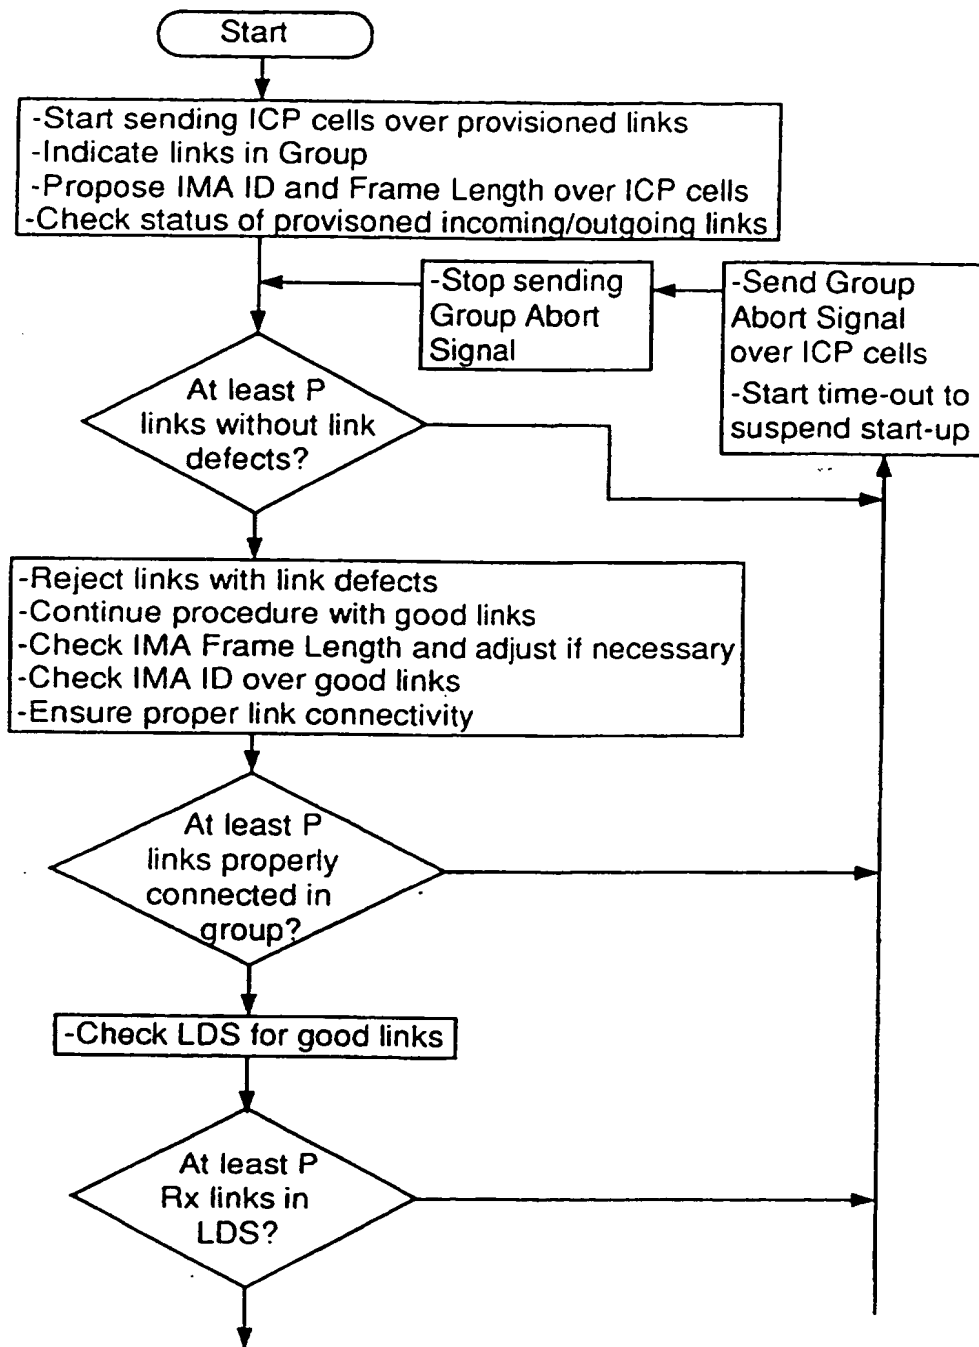 Start
-Start sending ICP cells over provisioned links
-Indicate links in Group
-Propose IMA ID and Frame Length over ICP cells
-Check status of provisoned incoming/outgoing links
-Stop sending
Group Abort
Signal
-Send Group
Abort Signal
over ICP cells
-Start time-out to
suspend start-up
At least P
links without link
defects?
-Reject links with link defects
-Continue procedure with good links
-Check IMA Frame Length and adjust if necessary
-Check IMA ID over good links
-Ensure proper link connectivity
At least P
links properly
connected in
group?
-Check LDS for good links
At least P
Rx links in
LDS?